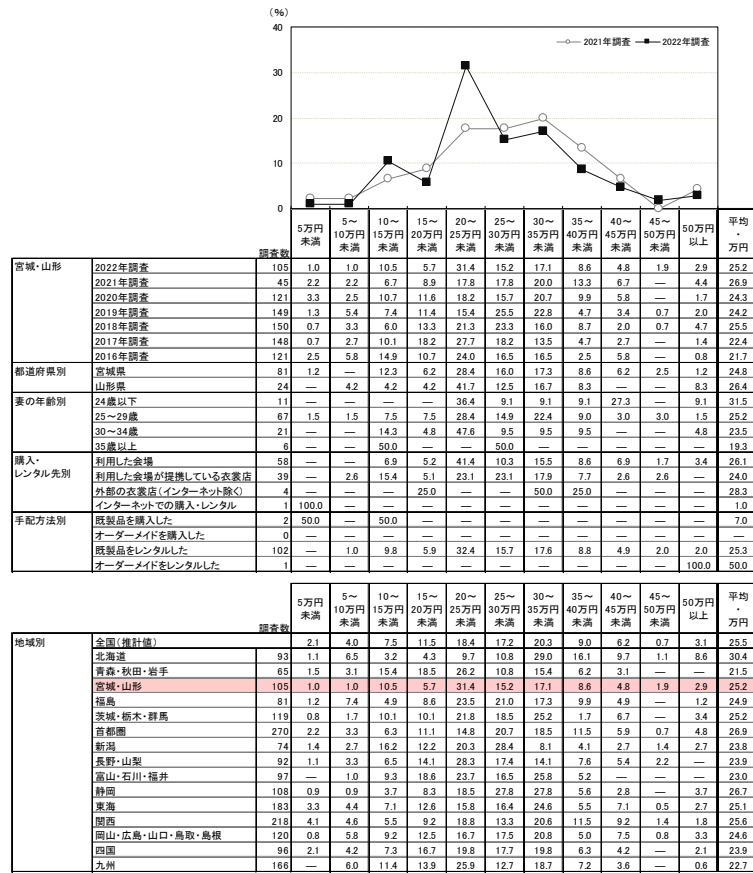 （%）
40
30
20
10
0
2021年調査 2022年調査
調査数 5万円未満 5～10万円未満 10～15万円未満 15～20万円未満 20～25万円未満 25～30万円未満 30～35万円未満 35～40万円未満 40～45万円未満 45～50万円未満 50万円以上 平均・万円
宮城・山形 2022年調査 105 1.0 1.0 10.5 5.7 31.4 15.2 17.1 8.6 4.8 1.9 2.9 25.2
2021年調査 45 2.2 2.2 6.7 8.9 17.8 17.8 20.0 13.3 6.7 — 4.4 26.9
2020年調査 121 3.3 2.5 10.7 11.6 18.2 15.7 20.7 9.9 5.8 — 1.7 24.3
2019年調査 149 1.3 5.4 7.4 11.4 15.4 25.5 22.8 4.7 3.4 0.7 2.0 24.2
2018年調査 150 0.7 3.3 6.0 13.3 21.3 23.3 16.0 8.7 2.0 0.7 4.7 25.5
2017年調査 148 0.7 2.7 10.1 18.2 27.7 18.2 13.5 4.7 2.7 — 1.4 22.4
2016年調査 121 2.5 5.8 14.9 10.7 24.0 16.5 16.5 2.5 5.8 — 0.8 21.7
都道府県別 宮城県 81 1.2 — 12.3 6.2 28.4 16.0 17.3 8.6 6.2 2.5 1.2 24.8
山形県 24 — 4.2 4.2 4.2 41.7 12.5 16.7 8.3 — — 8.3 26.4
妻の年齢別 24歳以下 11 — — — — 36.4 9.1 9.1 9.1 27.3 — 9.1 31.5
25～29歳 67 1.5 1.5 7.5 7.5 28.4 14.9 22.4 9.0 3.0 3.0 1.5 25.2
30～34歳 21 — — 14.3 4.8 47.6 9.5 9.5 9.5 — — 4.8 23.5
35歳以上 6 — — 50.0 — — 50.0 — — — — — 19.3
購入・レンタル先別 利用した会場 58 — — 6.9 5.2 41.4 10.3 15.5 8.6 6.9 1.7 3.4 26.1
利用した会場が提携している衣裳店 39 — 2.6 15.4 5.1 23.1 23.1 17.9 7.7 2.6 2.6 — 24.0
外部の衣裳店（インターネット除く） 4 — — — 25.0 — — 50.0 25.0 — — — 28.3
インターネットでの購入・レンタル 1 100.0 — — — — — — — — — — 1.0
手配方法別 既製品を購入した 2 50.0 — 50.0 — — — — — — — — 7.0
オーダーメイドを購入した 0 — — — — — — — — — — — —
既製品をレンタルした 102 — 1.0 9.8 5.9 32.4 15.7 17.6 8.8 4.9 2.0 2.0 25.3
オーダーメイドをレンタルした 1 — — — — — — — — — — 100.0 50.0
調査数 5万円未満 5～10万円未満 10～15万円未満 15～20万円未満 20～25万円未満 25～30万円未満 30～35万円未満 35～40万円未満 40～45万円未満 45～50万円未満 50万円以上 平均・万円
地域別 全国（推計値） 2.1 4.0 7.5 11.5 18.4 17.2 20.3 9.0 6.2 0.7 3.1 25.5
北海道 93 1.1 6.5 3.2 4.3 9.7 10.8 29.0 16.1 9.7 1.1 8.6 30.4
青森・秋田・岩手 65 1.5 3.1 15.4 18.5 26.2 10.8 15.4 6.2 3.1 — — 21.5
宮城・山形 105 1.0 1.0 10.5 5.7 31.4 15.2 17.1 8.6 4.8 1.9 2.9 25.2
福島 81 1.2 7.4 4.9 8.6 23.5 21.0 17.3 9.9 4.9 — 1.2 24.9
茨城・栃木・群馬 119 0.8 1.7 10.1 10.1 21.8 18.5 25.2 1.7 6.7 — 3.4 25.2
首都圏 270 2.2 3.3 6.3 11.1 14.8 20.7 18.5 11.5 5.9 0.7 4.8 26.9
新潟 74 1.4 2.7 16.2 12.2 20.3 28.4 8.1 4.1 2.7 1.4 2.7 23.8
長野・山梨 92 1.1 3.3 6.5 14.1 28.3 17.4 14.1 7.6 5.4 2.2 — 23.9
富山・石川・福井 97 — 1.0 9.3 18.6 23.7 16.5 25.8 5.2 — — — 23.0
静岡 108 0.9 0.9 3.7 8.3 18.5 27.8 27.8 5.6 2.8 — 3.7 26.7
東海 183 3.3 4.4 7.1 12.6 15.8 16.4 24.6 5.5 7.1 0.5 2.7 25.1
関西 218 4.1 4.6 5.5 9.2 18.8 13.3 20.6 11.5 9.2 1.4 1.8 25.6
岡山・広島・山口・鳥取・島根 120 0.8 5.8 9.2 12.5 16.7 17.5 20.8 5.0 7.5 0.8 3.3 24.6
四国 96 2.1 4.2 7.3 16.7 19.8 17.7 19.8 6.3 4.2 — 2.1 23.9
九州 166 — 6.0 11.4 13.9 25.9 12.7 18.7 7.2 3.6 — 0.6 22.7